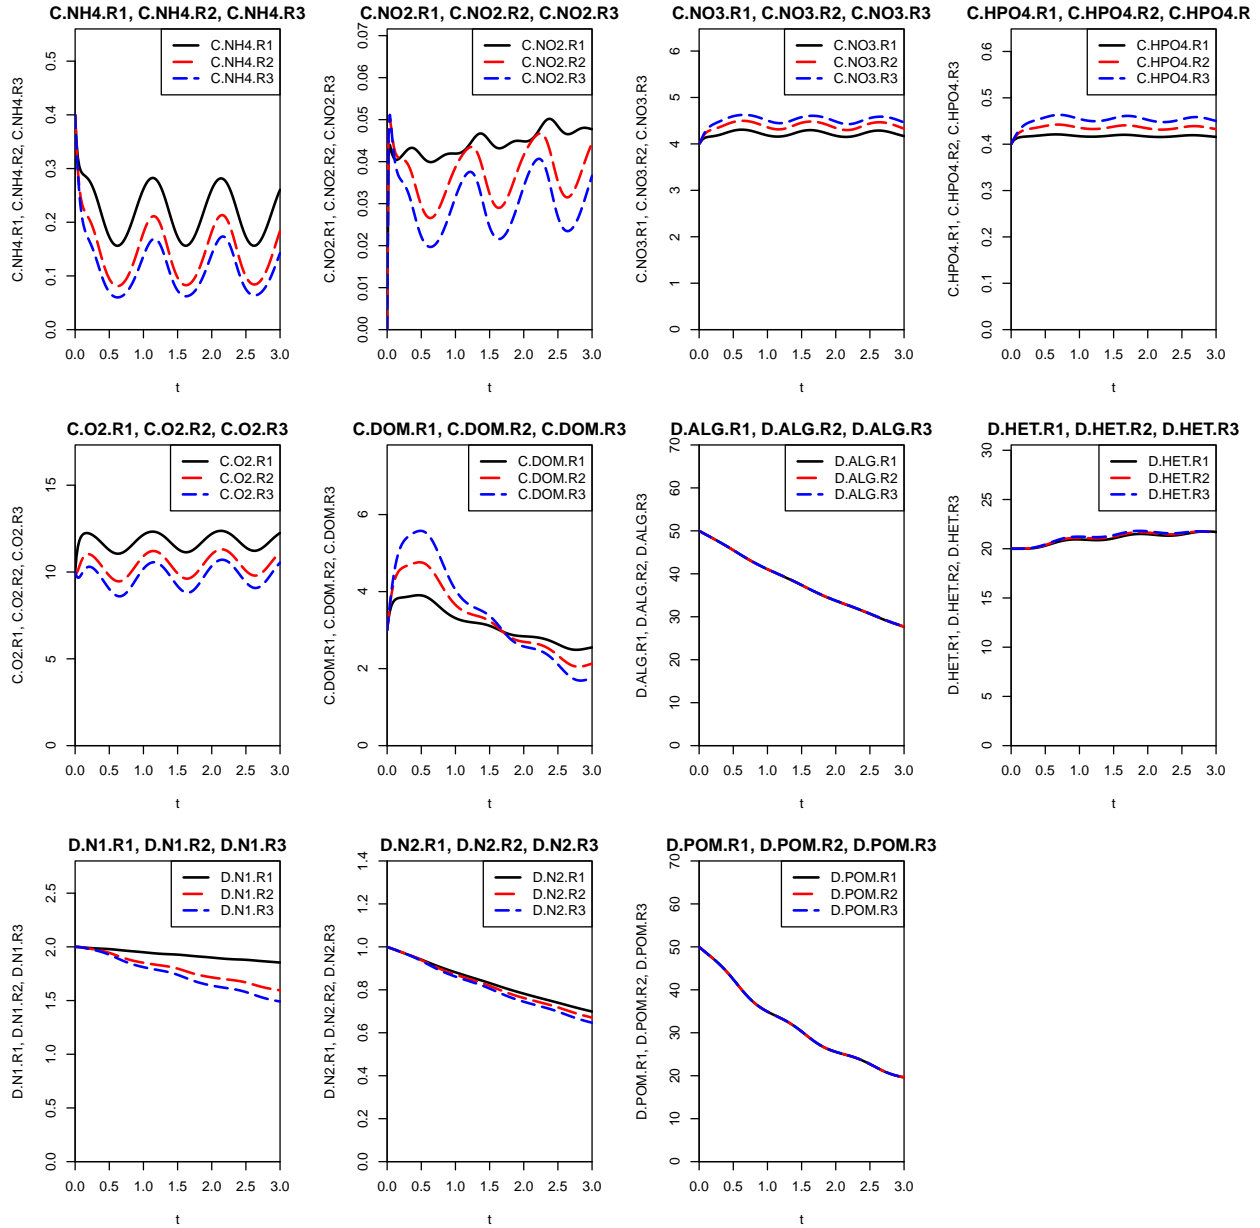 C.NH4.R1, C.NH4.R2, C.NH4.R3
C.NH4.R1, C.NH4.R2, C.NH4.R3
0.0 0.1 0.2 0.3 0.4 0.5
C.NH4.R1
C.NH4.R2
C.NH4.R3
0.0 0.5 1.0 1.5 2.0 2.5 3.0
t
C.NO2.R1, C.NO2.R2, C.NO2.R3
C.NO2.R1, C.NO2.R2, C.NO2.R3
0.00 0.01 0.02 0.03 0.04 0.05 0.06 0.07
C.NO2.R1
C.NO2.R2
C.NO2.R3
0.0 0.5 1.0 1.5 2.0 2.5 3.0
t
C.NO3.R1, C.NO3.R2, C.NO3.R3
C.NO3.R1, C.NO3.R2, C.NO3.R3
0 1 2 3 4 5 6
C.NO3.R1
C.NO3.R2
C.NO3.R3
0.0 0.5 1.0 1.5 2.0 2.5 3.0
t
C.HPO4.R1, C.HPO4.R2, C.HPO4.R
C.HPO4.R1, C.HPO4.R2, C.HPO4.R3
0.0 0.1 0.2 0.3 0.4 0.5 0.6
C.HPO4.R1
C.HPO4.R2
C.HPO4.R3
0.0 0.5 1.0 1.5 2.0 2.5 3.0
t
C.O2.R1, C.O2.R2, C.O2.R3
C.O2.R1, C.O2.R2, C.O2.R3
0 5 10 15
C.O2.R1
C.O2.R2
C.O2.R3
0.0 0.5 1.0 1.5 2.0 2.5 3.0
t
C.DOM.R1, C.DOM.R2, C.DOM.R3
C.DOM.R1, C.DOM.R2, C.DOM.R3
0 2 4 6
C.DOM.R1
C.DOM.R2
C.DOM.R3
0.0 0.5 1.0 1.5 2.0 2.5 3.0
t
D.ALG.R1, D.ALG.R2, D.ALG.R3
D.ALG.R1, D.ALG.R2, D.ALG.R3
0 10 20 30 40 50 60 70
D.ALG.R1
D.ALG.R2
D.ALG.R3
0.0 0.5 1.0 1.5 2.0 2.5 3.0
t
D.HET.R1, D.HET.R2, D.HET.R3
D.HET.R1, D.HET.R2, D.HET.R3
0 5 10 15 20 25 30
D.HET.R1
D.HET.R2
D.HET.R3
0.0 0.5 1.0 1.5 2.0 2.5 3.0
t
D.N1.R1, D.N1.R2, D.N1.R3
D.N1.R1, D.N1.R2, D.N1.R3
0.0 0.5 1.0 1.5 2.0 2.5
D.N1.R1
D.N1.R2
D.N1.R3
0.0 0.5 1.0 1.5 2.0 2.5 3.0
t
D.N2.R1, D.N2.R2, D.N2.R3
D.N2.R1, D.N2.R2, D.N2.R3
0.0 0.2 0.4 0.6 0.8 1.0 1.2 1.4
D.N2.R1
D.N2.R2
D.N2.R3
0.0 0.5 1.0 1.5 2.0 2.5 3.0
t
D.POM.R1, D.POM.R2, D.POM.R3
D.POM.R1, D.POM.R2, D.POM.R3
0 10 20 30 40 50 60 70
D.POM.R1
D.POM.R2
D.POM.R3
0.0 0.5 1.0 1.5 2.0 2.5 3.0
t